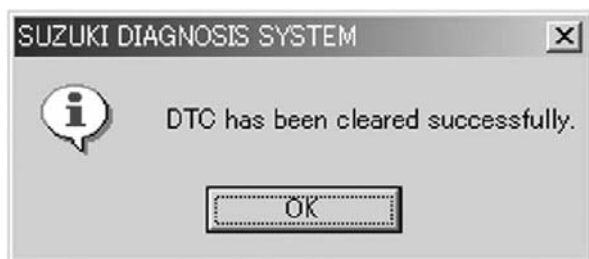 SUZUKI DIAGNOSIS SYSTEM
DTC has been cleared successfully.
OK